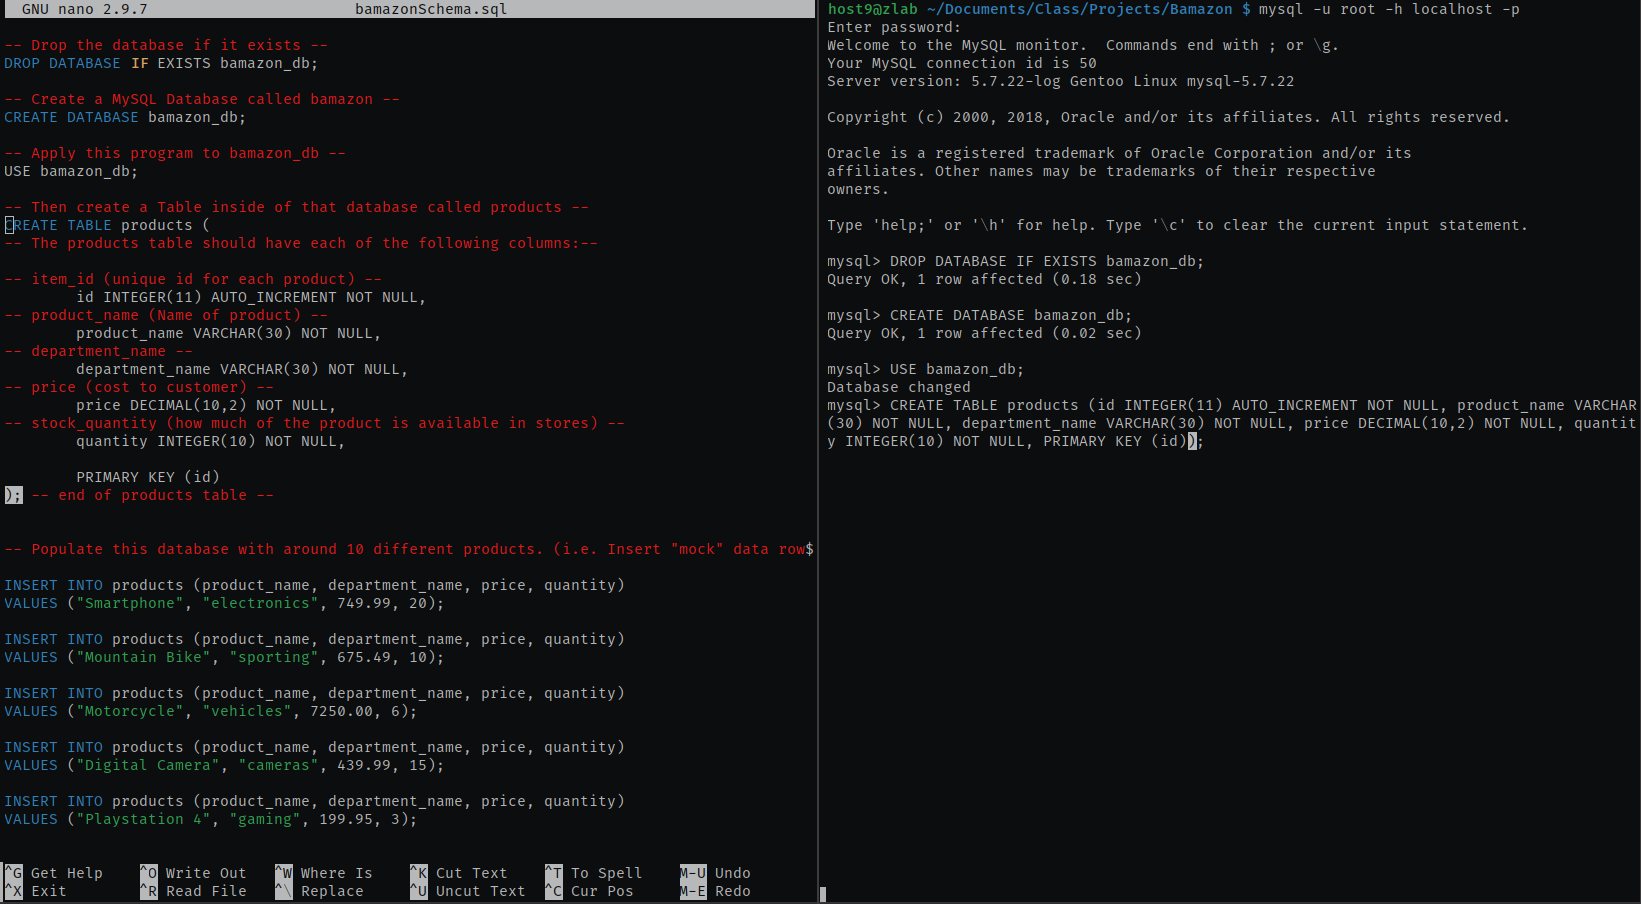 GNU nano 2.9.7 bamazonSchema.sql
-- Drop the database if it exists --
DROP DATABASE IF EXISTS bamazon_db;
-- Create a MySQL Database called bamazon --
CREATE DATABASE bamazon_db;
-- Apply this program to bamazon_db --
USE bamazon_db;
-- Then create a Table inside of that database called products --
CREATE TABLE products (
-- The products table should have each of the following columns:--
-- item_id (unique id for each product) --
id INTEGER(11) AUTO_INCREMENT NOT NULL,
-- product_name (Name of product) --
product_name VARCHAR(30) NOT NULL,
-- department_name --
department_name VARCHAR(30) NOT NULL,
-- price (cost to customer) --
price DECIMAL(10,2) NOT NULL,
-- stock_quantity (how much of the product is available in stores) --
quantity INTEGER(10) NOT NULL,
PRIMARY KEY (id)
); -- end of products table --
-- Populate this database with around 10 different products. (i.e. Insert "mock" data row$
INSERT INTO products (product_name, department_name, price, quantity)
VALUES ("Smartphone", "electronics", 749.99, 20);
INSERT INTO products (product_name, department_name, price, quantity)
VALUES ("Mountain Bike", "sporting", 675.49, 10);
INSERT INTO products (product_name, department_name, price, quantity)
VALUES ("Motorcycle", "vehicles", 7250.00, 6);
INSERT INTO products (product_name, department_name, price, quantity)
VALUES ("Digital Camera", "cameras", 439.99, 15);
INSERT INTO products (product_name, department_name, price, quantity)
VALUES ("Playstation 4", "gaming", 199.95, 3);
^G Get Help ^O Write Out ^W Where Is ^K Cut Text ^T To Spell M-U Undo
^X Exit ^R Read File ^\ Replace ^U Uncut Text ^C Cur Pos M-E Redo
host9@zlab ~/Documents/Class/Projects/Bamazon $ mysql -u root -h localhost -p
Enter password:
Welcome to the MySQL monitor.  Commands end with ; or \g.
Your MySQL connection id is 50
Server version: 5.7.22-log Gentoo Linux mysql-5.7.22
Copyright (c) 2000, 2018, Oracle and/or its affiliates. All rights reserved.
Oracle is a registered trademark of Oracle Corporation and/or its
affiliates. Other names may be trademarks of their respective
owners.
Type 'help;' or '\h' for help. Type '\c' to clear the current input statement.
mysql> DROP DATABASE IF EXISTS bamazon_db;
Query OK, 1 row affected (0.18 sec)
mysql> CREATE DATABASE bamazon_db;
Query OK, 1 row affected (0.02 sec)
mysql> USE bamazon_db;
Database changed
mysql> CREATE TABLE products (id INTEGER(11) AUTO_INCREMENT NOT NULL, product_name VARCHAR
(30) NOT NULL, department_name VARCHAR(30) NOT NULL, price DECIMAL(10,2) NOT NULL, quantit
y INTEGER(10) NOT NULL, PRIMARY KEY (id));